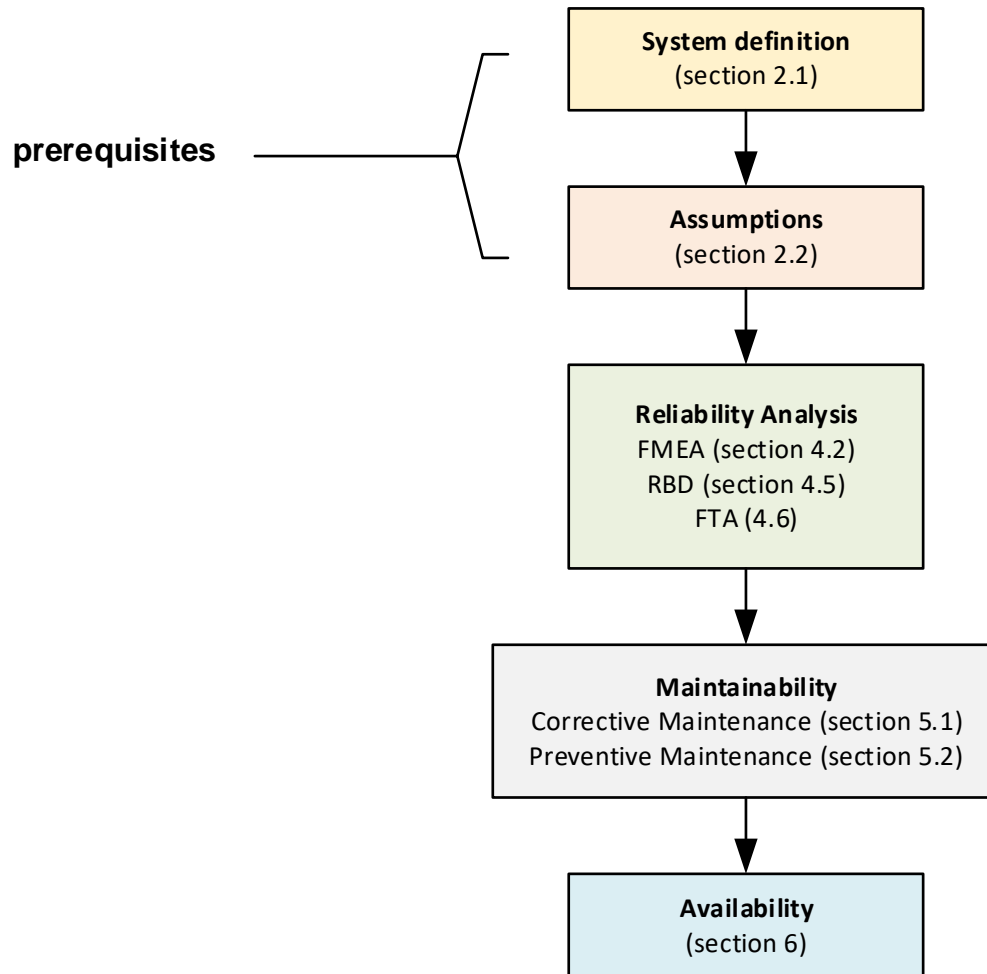 System definition
(section 2.1)
prerequisites
Assumptions
(section 2.2)
Reliability Analysis
FMEA (section 4.2)
RBD (section 4.5)
FTA (4.6)
Maintainability
Corrective Maintenance (section 5.1)
Preventive Maintenance (section 5.2)
Availability
(section 6)